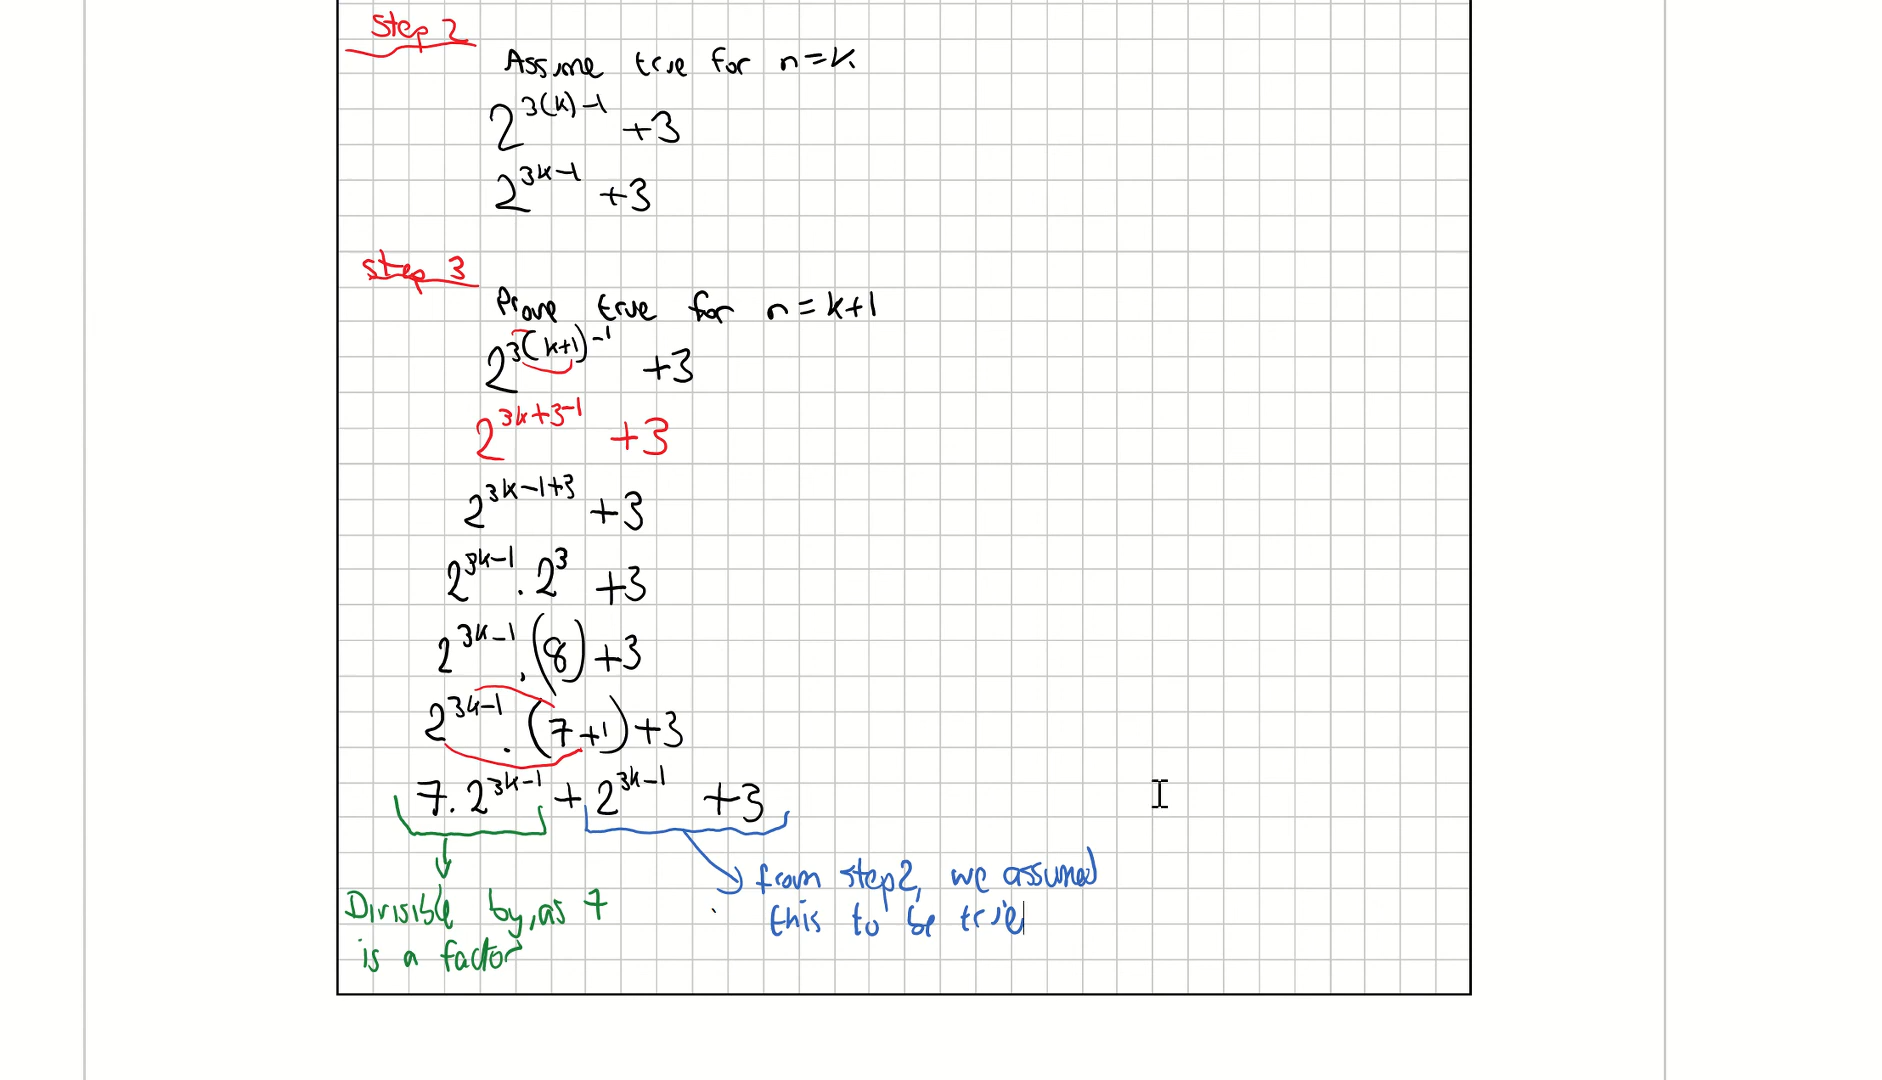 Step 2
Assume true for n=k
2^{3(k)-1} +3
2^{3k-1} +3
step 3
Prove true for n=k+1
2^{3(k+1)-1} +3
2^{3k+3-1} +3
2^{3k-1+3} +3
2^{3k-1} . 2^3 +3
2^{3k-1} . (8) +3
2^{3k-1} . (7+1) +3
7. 2^{3k-1} + 2^{3k-1} +3
from step 2, we assumed
this to be true
Divisible by, as 7
is a factor